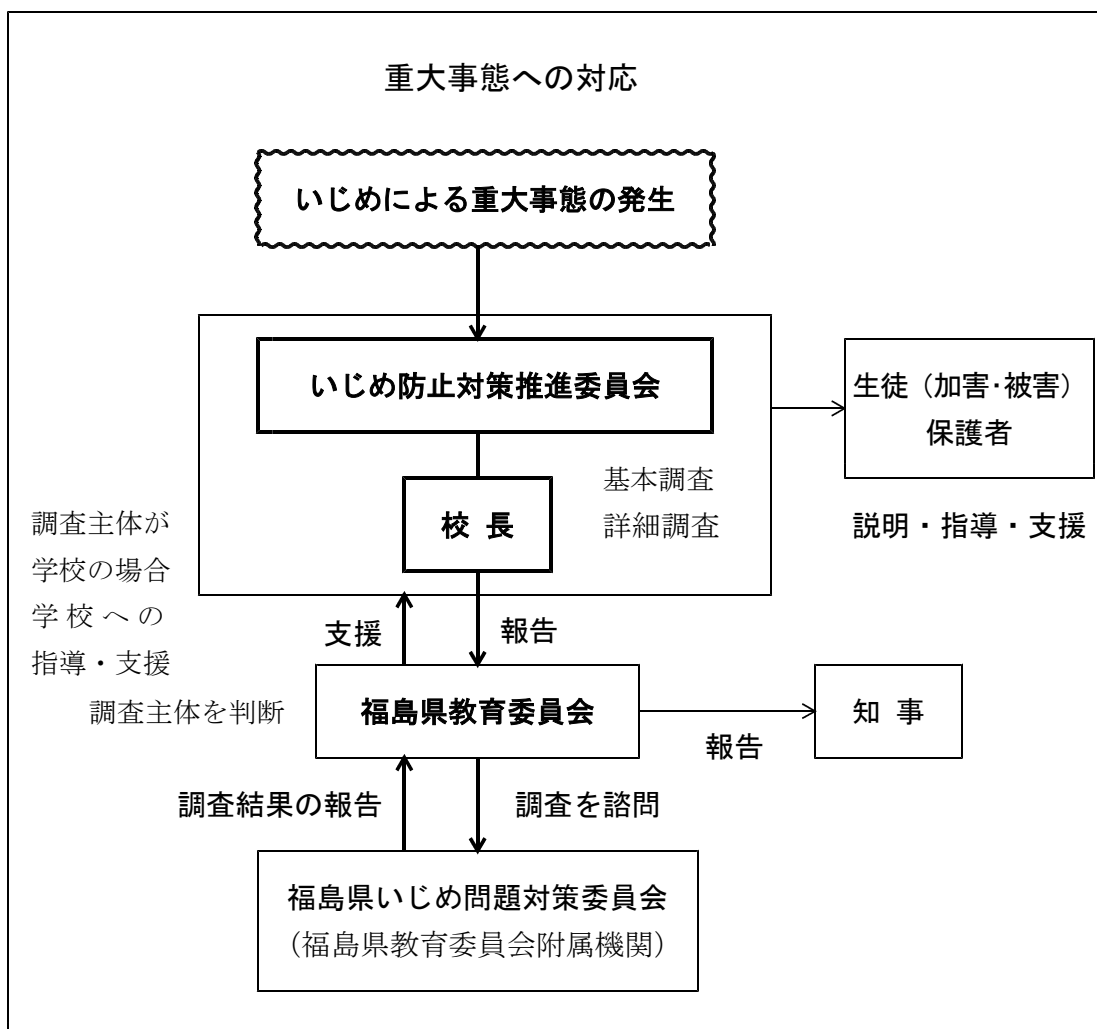 重大事態への対応
いじめによる重大事態の発生
いじめ防止対策推進委員会
校 長
基本調査
詳細調査
生徒（加害・被害）
保護者
説明・指導・支援
調査主体が
学校の場合
学 校 へ の
指導・支援
支援
報告
調査主体を判断
福島県教育委員会
報告
知 事
調査結果の報告
調査を諮問
福島県いじめ問題対策委員会
（福島県教育委員会附属機関）